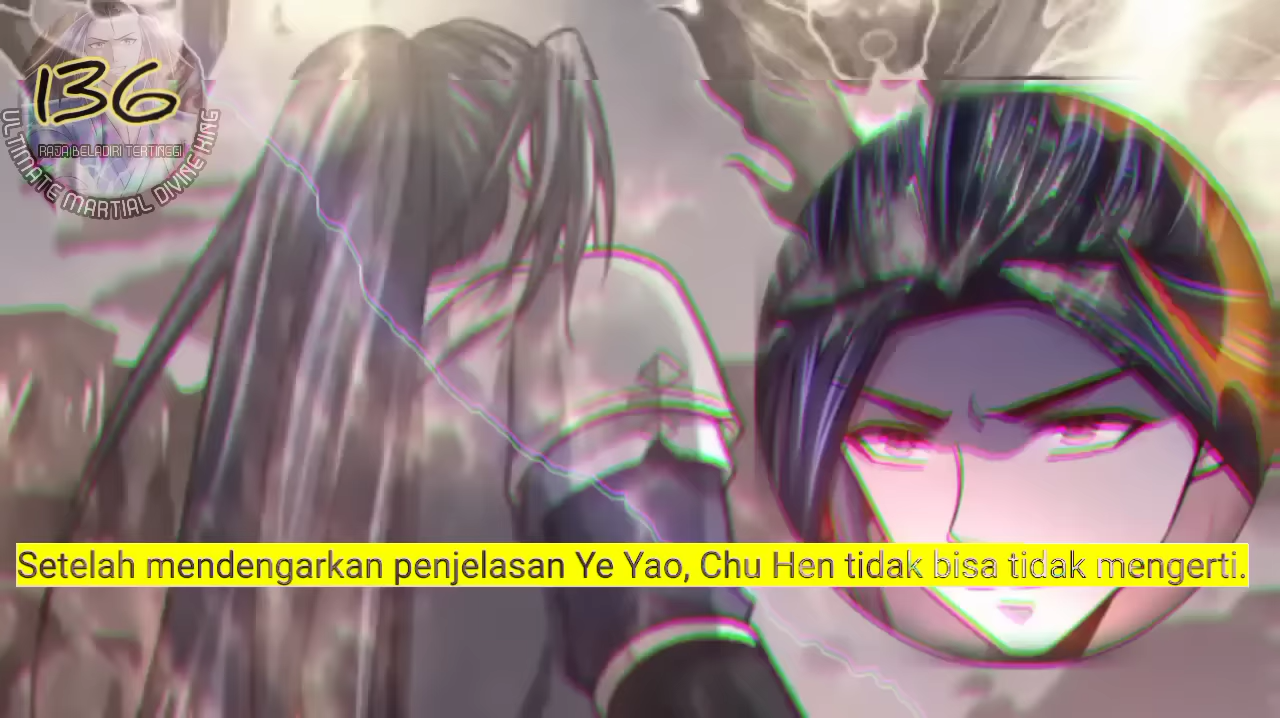 136
RAJA BELADIRI TERTINGGI
ULTIMATE MARTIAL DIVINE KING
Setelah mendengarkan penjelasan Ye Yao, Chu Hen tidak bisa tidak mengerti.